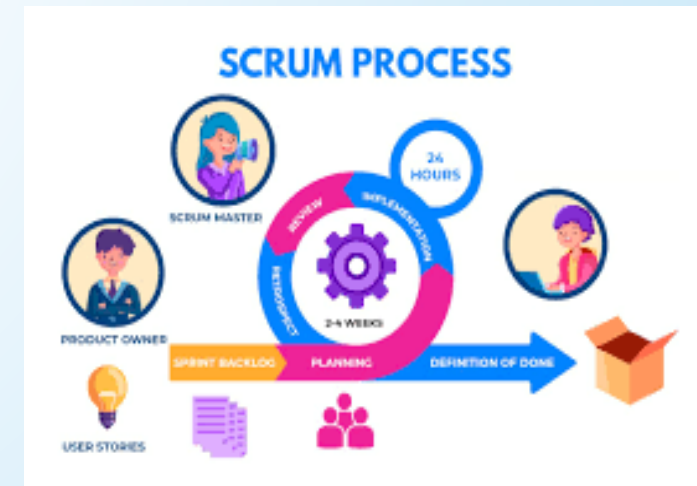 SCRUM PROCESS
24
HOURS
SCRUM MASTER
REVIEW
IMPLEMENTATION
RETROSPECT
2-4 WEEKS
PRODUCT OWNER
SPRINT BACKLOG
PLANNING
DEFINITION OF DONE
USER STORIES